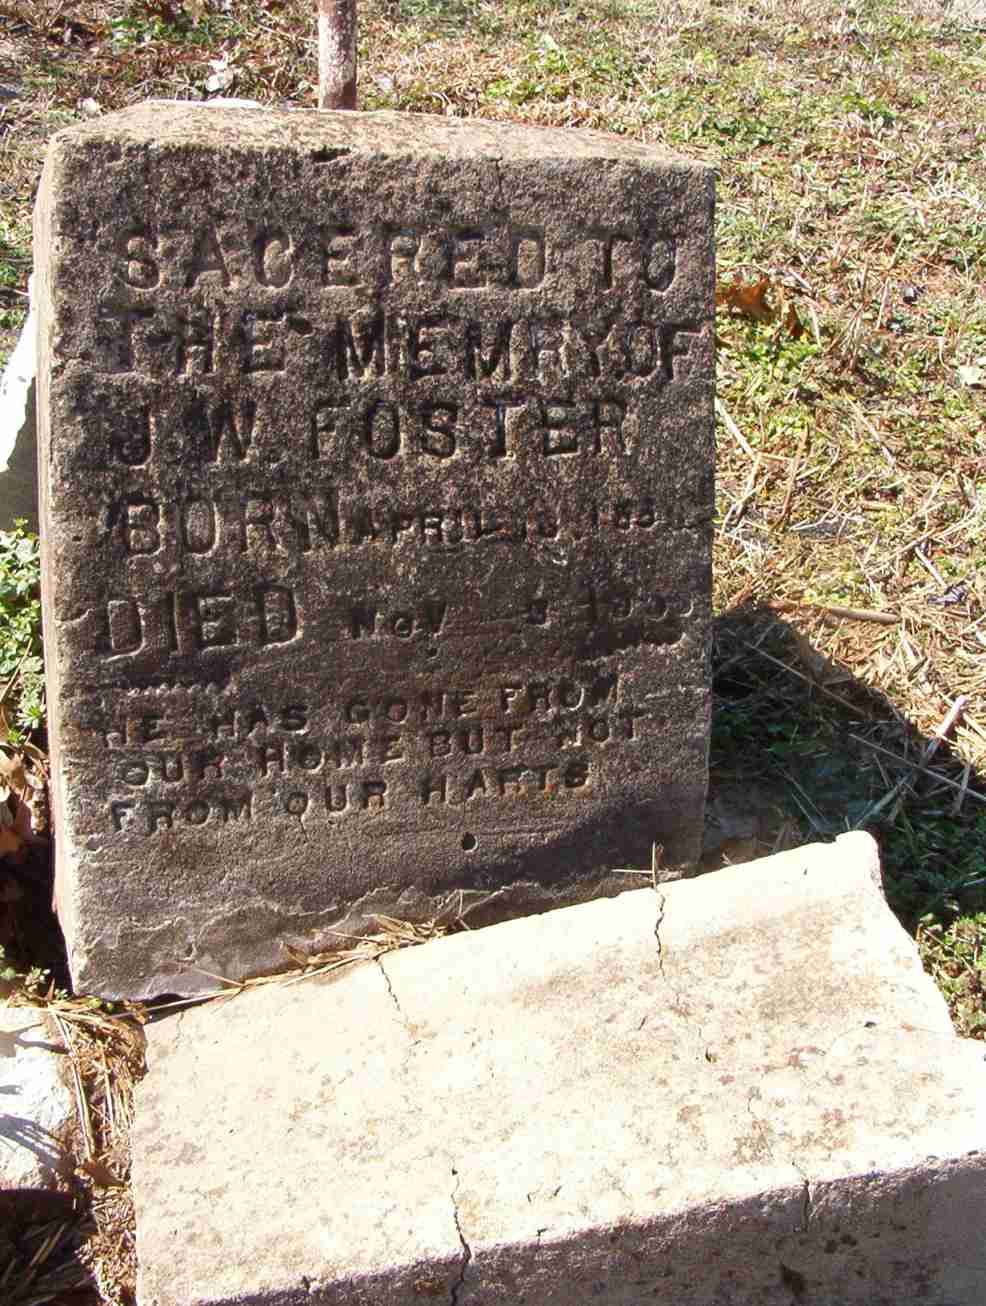 SACERED TO
THE MEMRY OF
J.W. FOSTER
BORN APRIL
DIED NOV
HE HAS GONE FROM
OUR HOME BUT NOT
FROM OUR HARTS